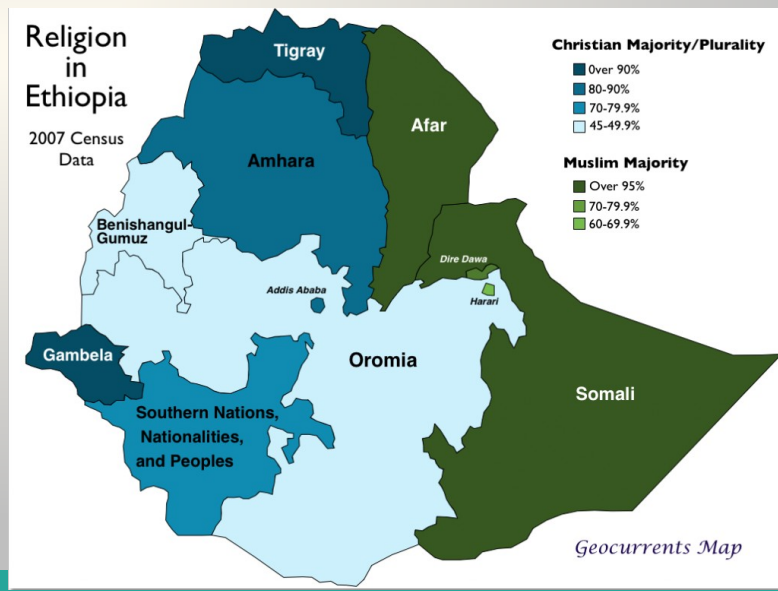 Religion
in
Ethiopia
2007 Census
Data
Christian Majority/Plurality
Over 90%
80-90%
70-79.9%
45-49.9%
Muslim Majority
Over 95%
70-79.9%
60-69.9%
Tigray
Afar
Amhara
Benishangul-
Gumuz
Dire Dawa
Addis Ababa
Harari
Gambela
Oromia
Somali
Southern Nations,
Nationalities,
and Peoples
Geocurrents Map